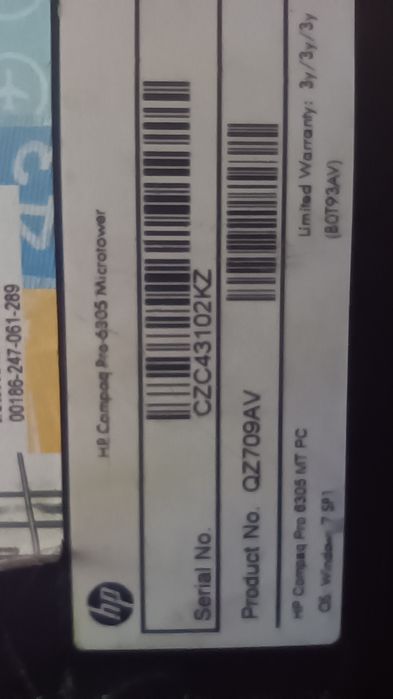 00186-247-061-289
hp
HP Compaq Pro 6305 Microtower
Serial No. CZC43102KZ
Product No. QZ709AV
HP Compaq Pro 6305 MT PC
Limited Warranty: 3y/3y/3y
OS Windows 7 SP1
(B0T93AV)